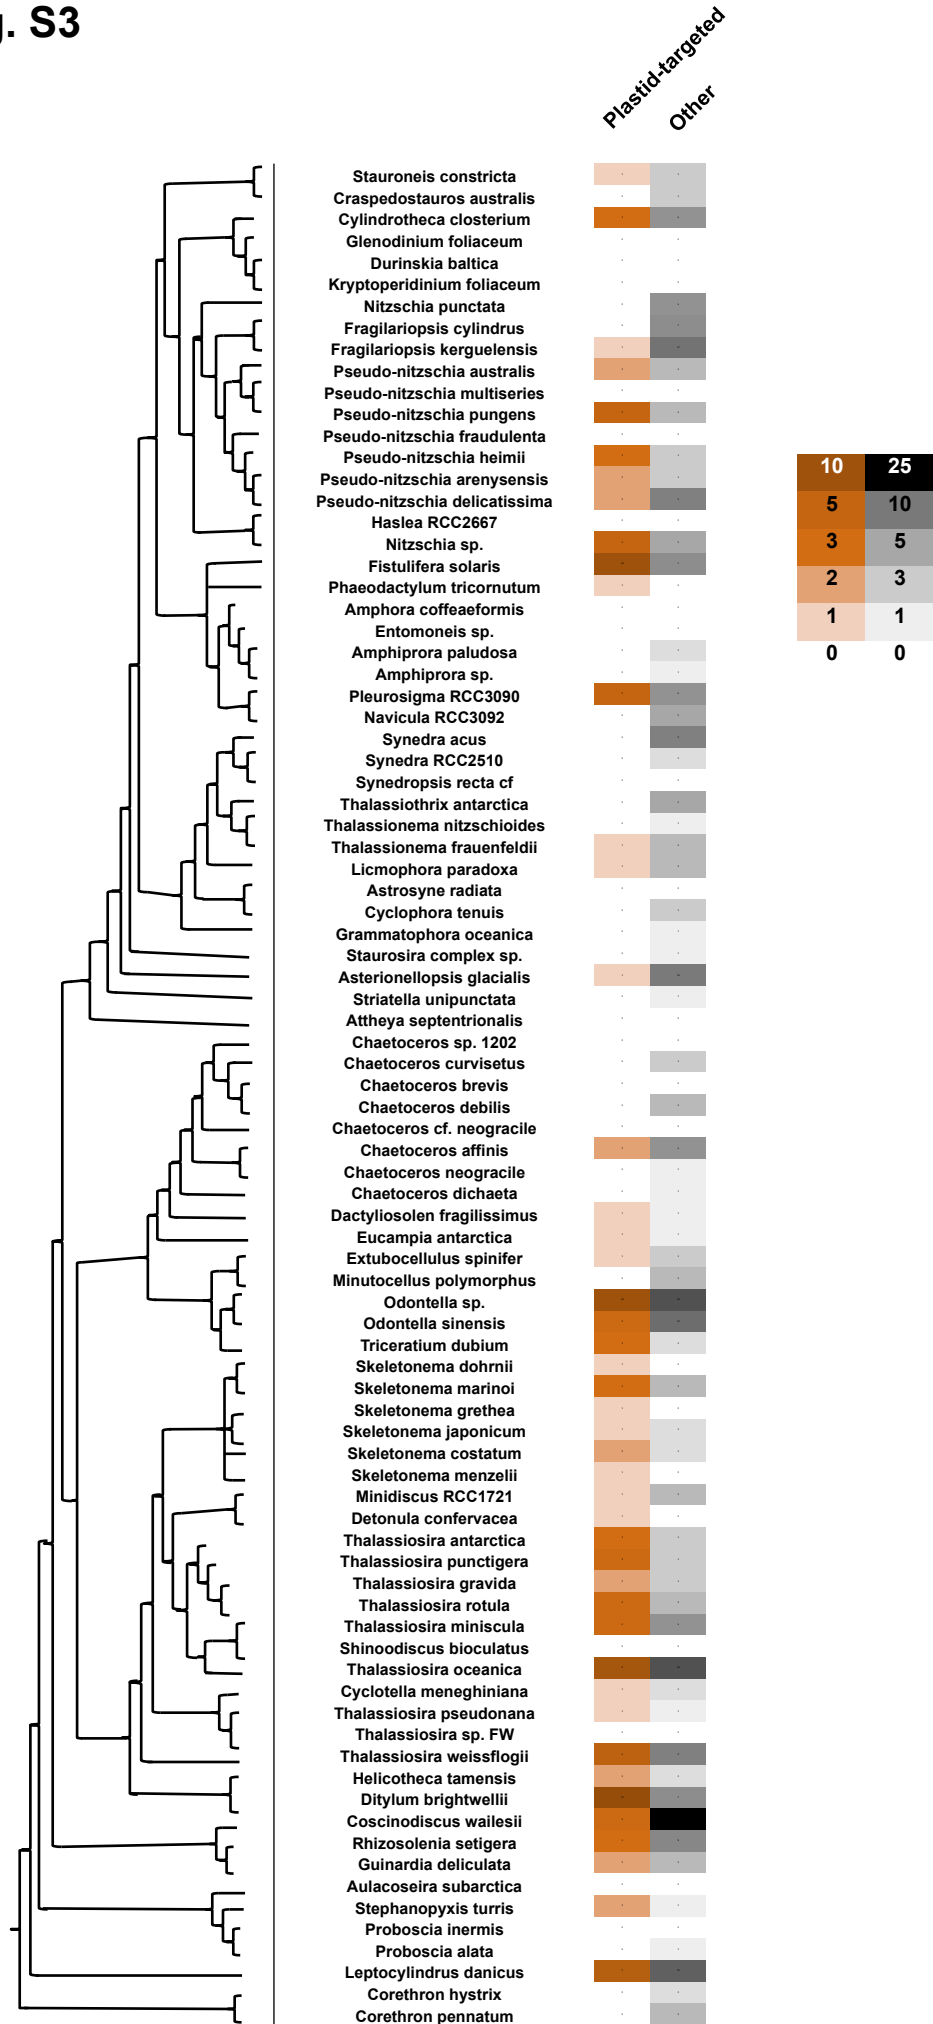 . S3
Plastid-targeted
Other
Stauroneis constricta
Craspedostauros australis
Cylindrotheca closterium
Glenodinium foliaceum
Durinskia baltica
Kryptoperidinium foliaceum
Nitzschia punctata
Fragilariopsis cylindrus
Fragilariopsis kerguelensis
Pseudo-nitzschia australis
Pseudo-nitzschia multiseries
Pseudo-nitzschia pungens
Pseudo-nitzschia fraudulenta
Pseudo-nitzschia heimii
10 25
Pseudo-nitzschia arenysensis
Pseudo-nitzschia delicatissima
5 10
Haslea RCC2667
Nitzschia sp.
3 5
Fistulifera solaris
Phaeodactylum tricornutum
2 3
Amphora coffeaeformis
1 1
Entomoneis sp.
Amphiprora paludosa
0 0
Amphiprora sp.
Pleurosigma RCC3090
Navicula RCC3092
Synedra acus
Synedra RCC2510
Synedropsis recta cf
Thalassiothrix antarctica
Thalassionema nitzschioides
Thalassionema frauenfeldii
Licmophora paradoxa
Astrosyne radiata
Cyclophora tenuis
Grammatophora oceanica
Staurosira complex sp.
Asterionellopsis glacialis
Striatella unipunctata
Attheya septentrionalis
Chaetoceros sp. 1202
Chaetoceros curvisetus
Chaetoceros brevis
Chaetoceros debilis
Chaetoceros cf. neogracile
Chaetoceros affinis
Chaetoceros neogracile
Chaetoceros dichaeta
Dactyliosolen fragilissimus
Eucampia antarctica
Extubocellulus spinifer
Minutocellus polymorphus
Odontella sp.
Odontella sinensis
Triceratium dubium
Skeletonema dohrnii
Skeletonema marinoi
Skeletonema grethea
Skeletonema japonicum
Skeletonema costatum
Skeletonema menzelii
Minidiscus RCC1721
Detonula confervacea
Thalassiosira antarctica
Thalassiosira punctigera
Thalassiosira gravida
Thalassiosira rotula
Thalassiosira miniscula
Shinoodiscus bioculatus
Thalassiosira oceanica
Cyclotella meneghiniana
Thalassiosira pseudonana
Thalassiosira sp. FW
Thalassiosira weissflogii
Helicotheca tamensis
Ditylum brightwellii
Coscinodiscus wailesii
Rhizosolenia setigera
Guinardia deliculata
Aulacoseira subarctica
Stephanopyxis turris
Proboscia inermis
Proboscia alata
Leptocylindrus danicus
Corethron hystrix
Corethron pennatum